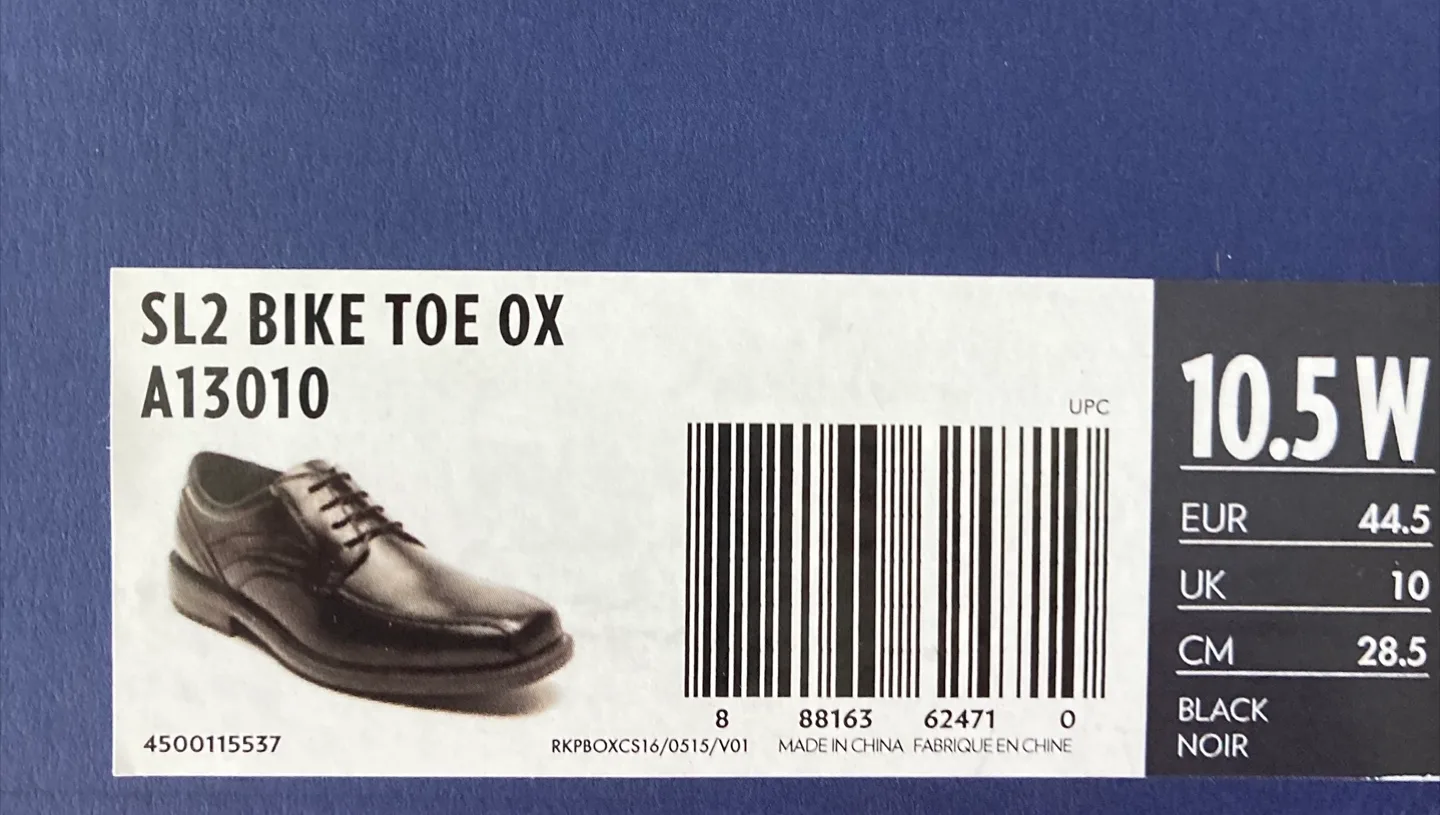 SL2 BIKE TOE OX
A13010
UPC
8 88163 62471 0
4500115537
RKPBOXCS16/0515/V01 MADE IN CHINA FABRIQUE EN CHINE
10.5 W
EUR 44.5
UK 10
CM 28.5
BLACK
NOIR